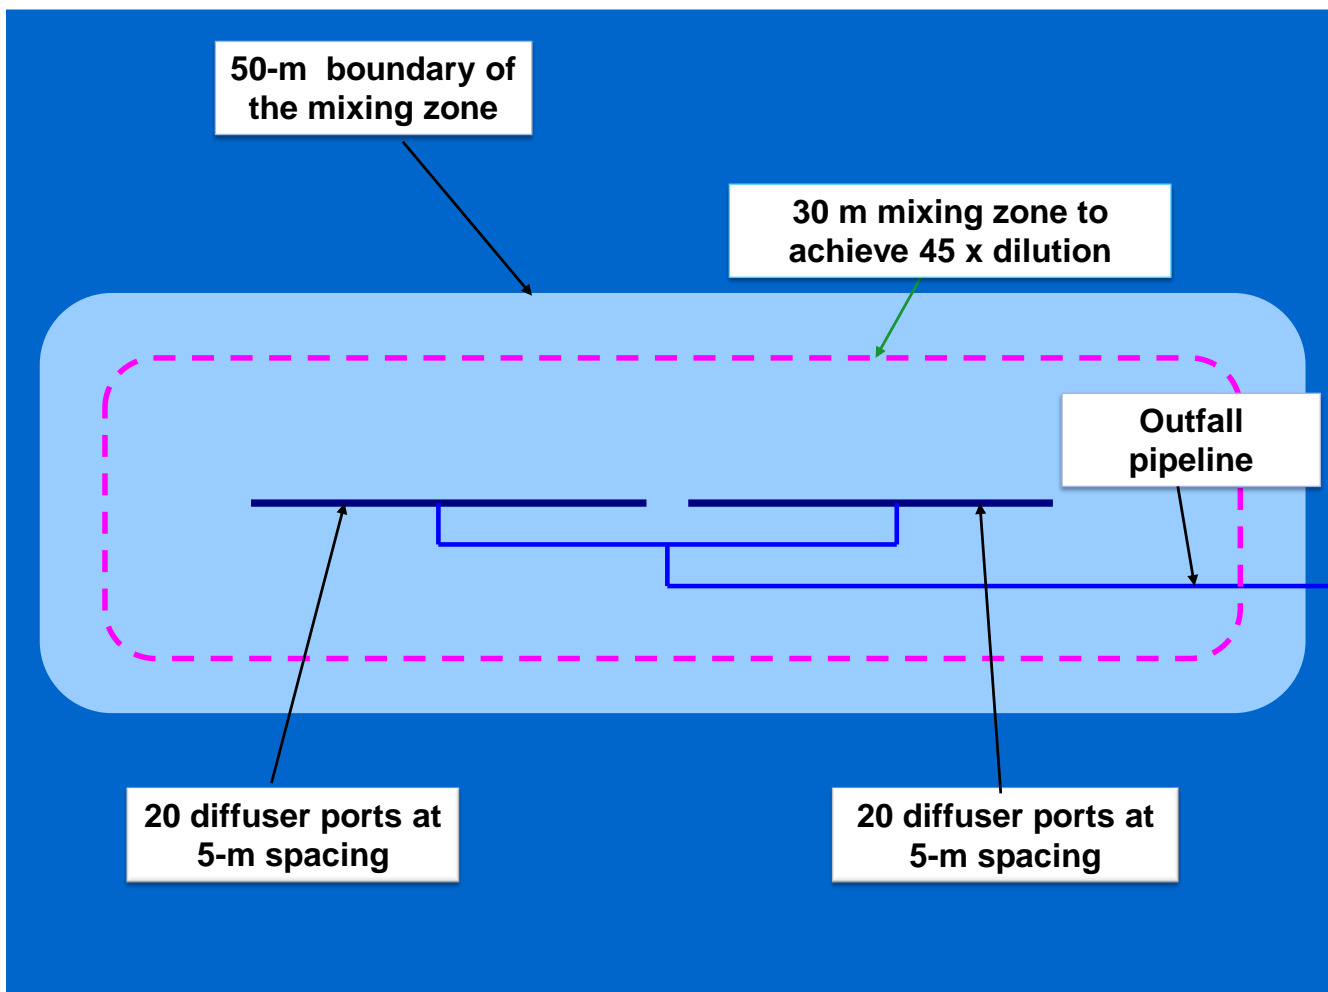 50-m boundary of
the mixing zone
30 m mixing zone to
achieve 45 x dilution
Outfall
pipeline
20 diffuser ports at
5-m spacing
20 diffuser ports at
5-m spacing